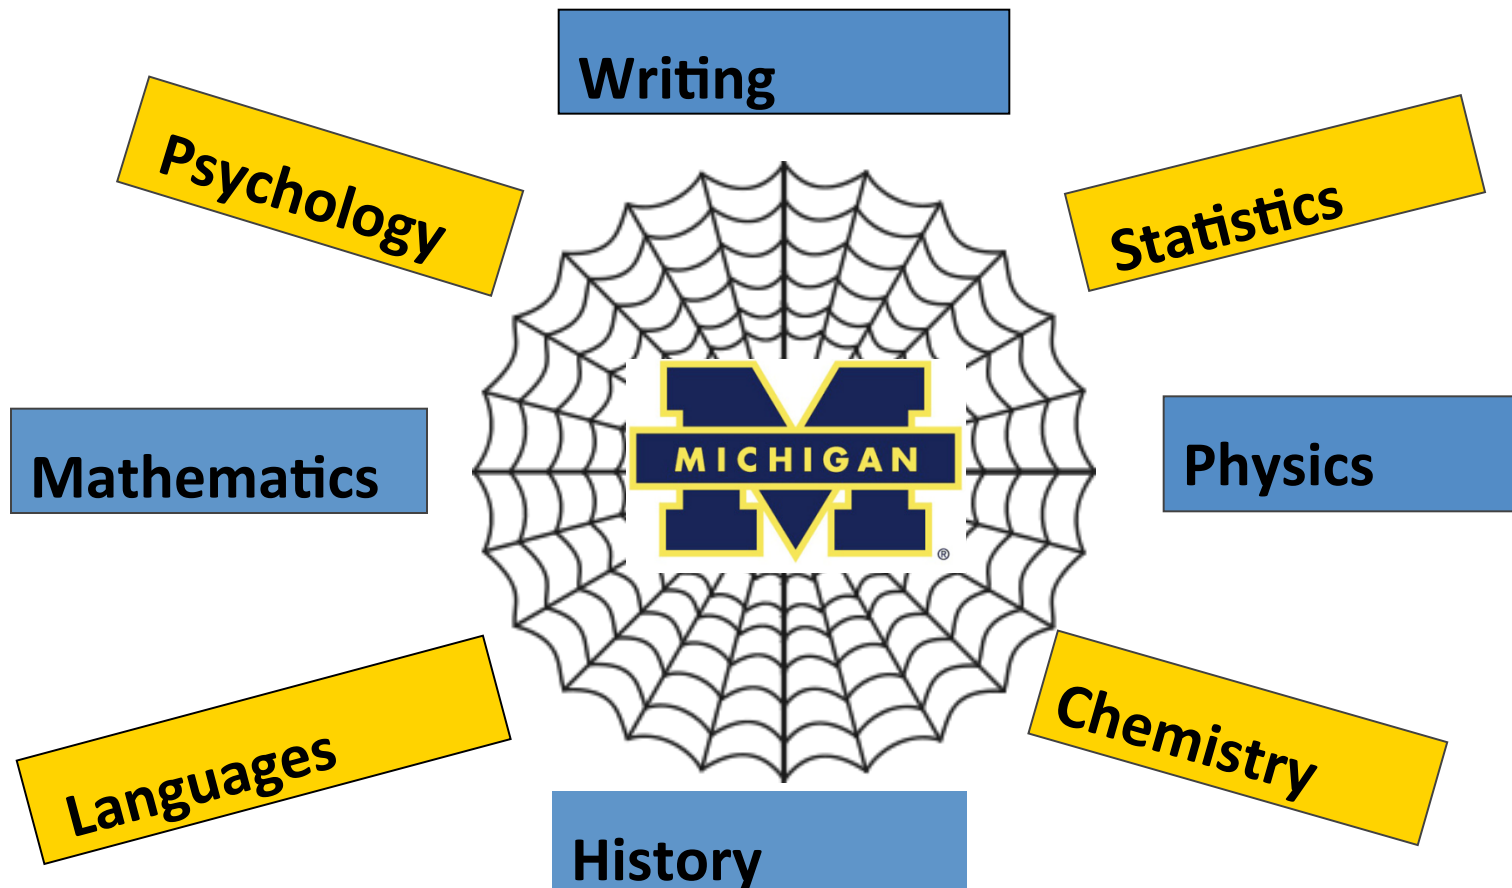 Writing
Psychology
Statistics
Mathematics
MICHIGAN
®
Physics
Languages
Chemistry
History